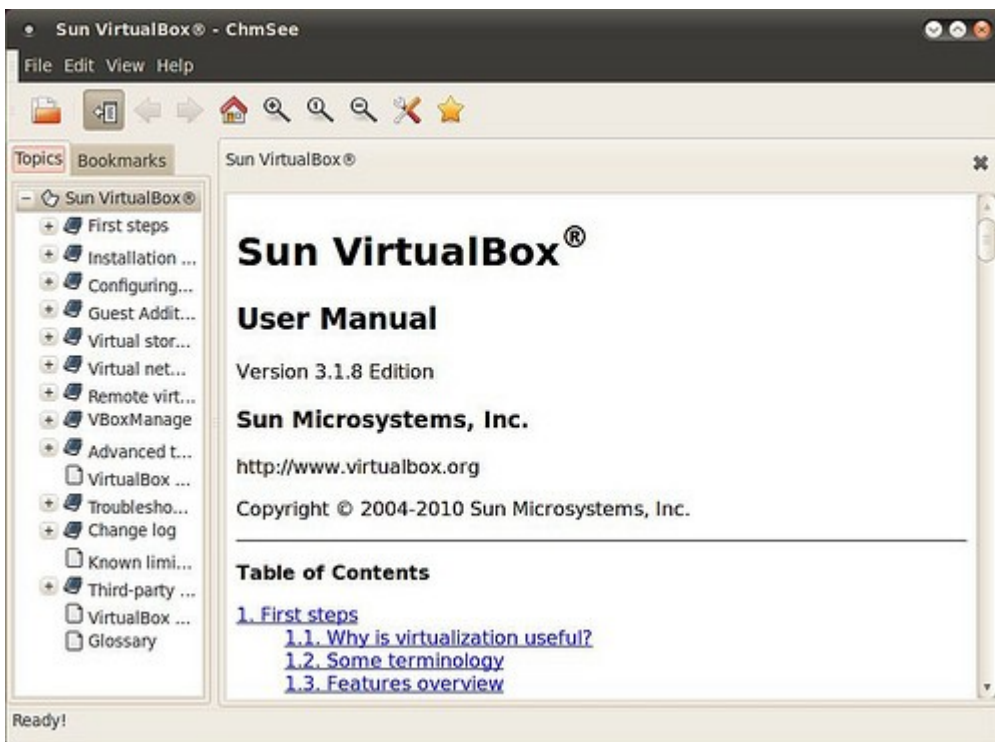 Sun VirtualBox® - ChmSee
File Edit View Help
Topics Bookmarks
Sun VirtualBox®
First steps
Installation ...
Configuring...
Guest Addit...
Virtual stor...
Virtual net...
Remote virt...
VBoxManage
Advanced t...
VirtualBox ...
Troublesho...
Change log
Known limi...
Third-party ...
VirtualBox ...
Glossary
Sun VirtualBox®
Sun VirtualBox®
User Manual
Version 3.1.8 Edition
Sun Microsystems, Inc.
http://www.virtualbox.org
Copyright © 2004-2010 Sun Microsystems, Inc.
Table of Contents
1. First steps
1.1. Why is virtualization useful?
1.2. Some terminology
1.3. Features overview
Ready!